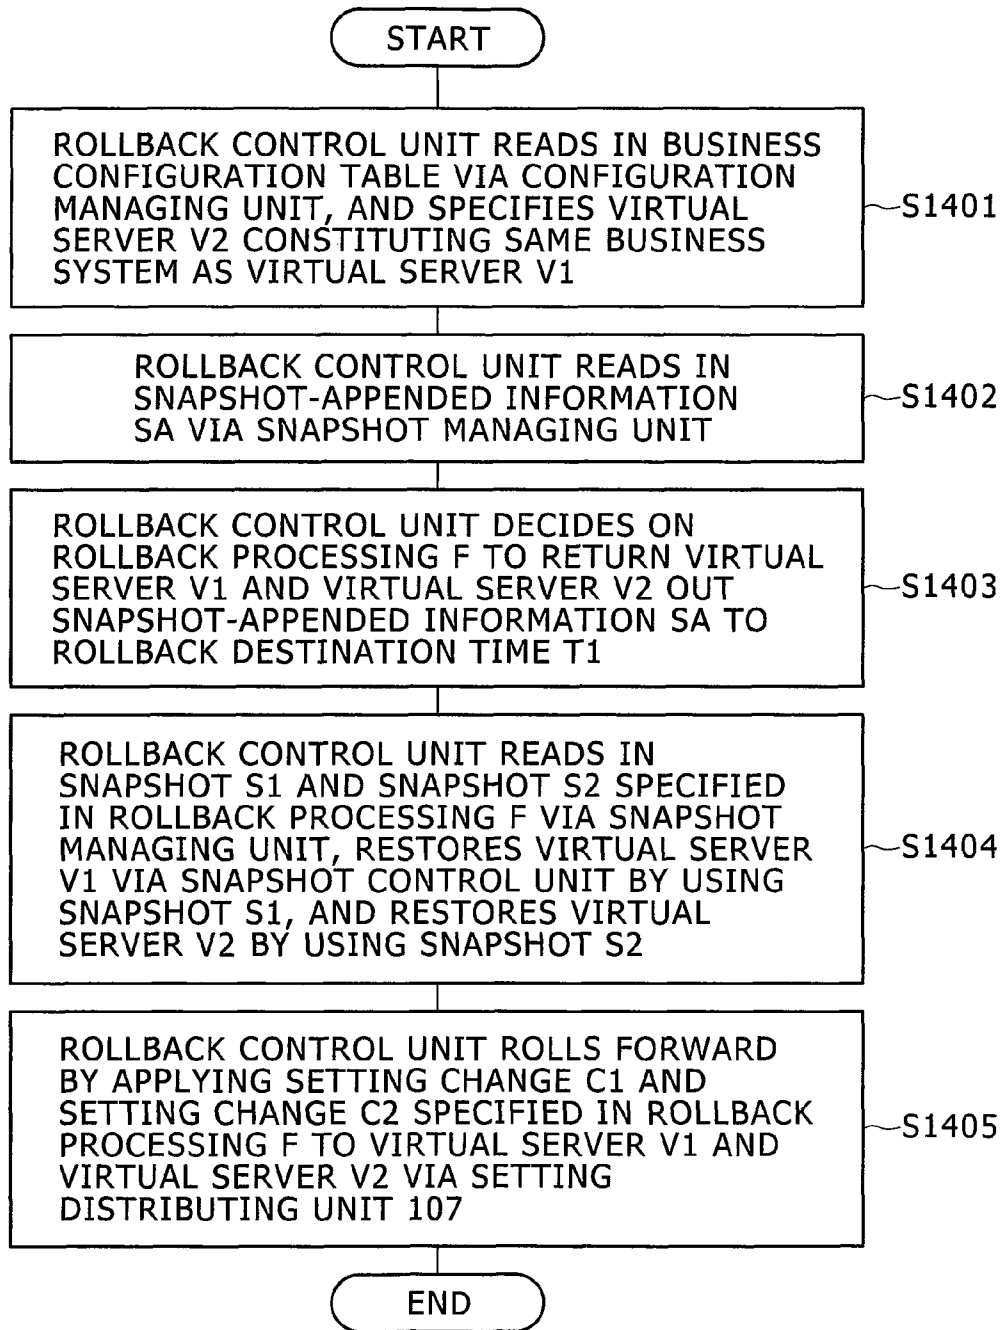 START
ROLLBACK CONTROL UNIT READS IN BUSINESS
CONFIGURATION TABLE VIA CONFIGURATION
MANAGING UNIT, AND SPECIFIES VIRTUAL
SERVER V2 CONSTITUTING SAME BUSINESS
SYSTEM AS VIRTUAL SERVER V1
S1401
ROLLBACK CONTROL UNIT READS IN
SNAPSHOT-APPENDED INFORMATION
SA VIA SNAPSHOT MANAGING UNIT
S1402
ROLLBACK CONTROL UNIT DECIDES ON
ROLLBACK PROCESSING F TO RETURN VIRTUAL
SERVER V1 AND VIRTUAL SERVER V2 OUT
SNAPSHOT-APPENDED INFORMATION SA TO
ROLLBACK DESTINATION TIME T1
S1403
ROLLBACK CONTROL UNIT READS IN
SNAPSHOT S1 AND SNAPSHOT S2 SPECIFIED
IN ROLLBACK PROCESSING F VIA SNAPSHOT
MANAGING UNIT, RESTORES VIRTUAL SERVER
V1 VIA SNAPSHOT CONTROL UNIT BY USING
SNAPSHOT S1, AND RESTORES VIRTUAL
SERVER V2 BY USING SNAPSHOT S2
S1404
ROLLBACK CONTROL UNIT ROLLS FORWARD
BY APPLYING SETTING CHANGE C1 AND
SETTING CHANGE C2 SPECIFIED IN ROLLBACK
PROCESSING F TO VIRTUAL SERVER V1 AND
VIRTUAL SERVER V2 VIA SETTING
DISTRIBUTING UNIT 107
S1405
END